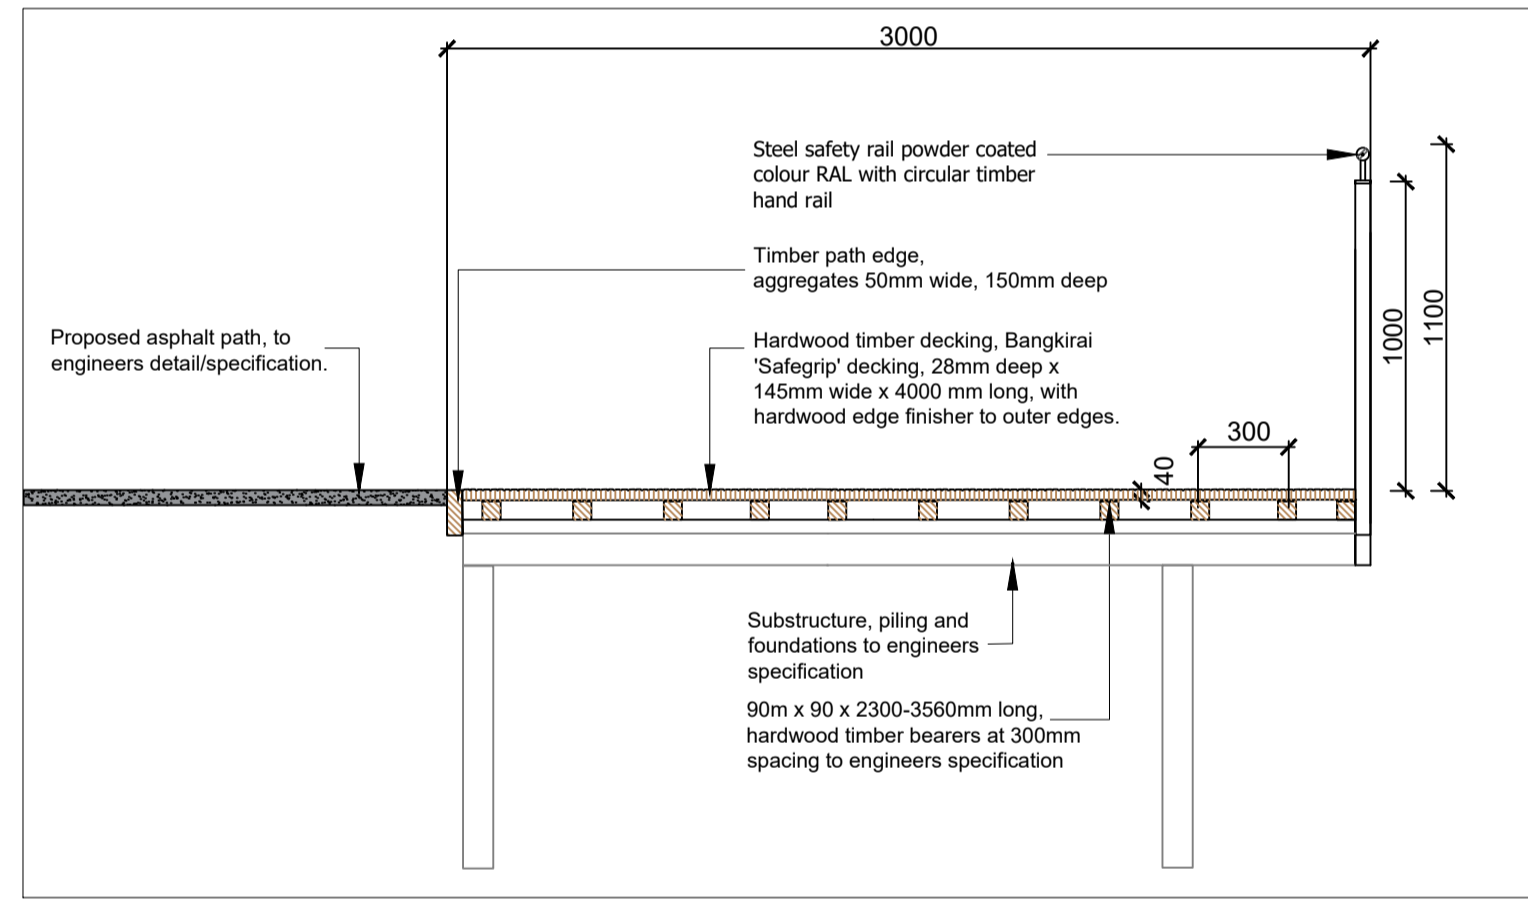 3000
Steel safety rail powder coated
colour RAL with circular timber
hand rail
Timber path edge,
aggregates 50mm wide, 150mm deep
Proposed asphalt path, to
engineers detail/specification.
Hardwood timber decking, Bangkirai
'Safegrip' decking, 28mm deep x
145mm wide x 4000 mm long, with
hardwood edge finisher to outer edges.
1000
1100
300
40
Substructure, piling and
foundations to engineers
specification
90m x 90 x 2300-3560mm long,
hardwood timber bearers at 300mm
spacing to engineers specification